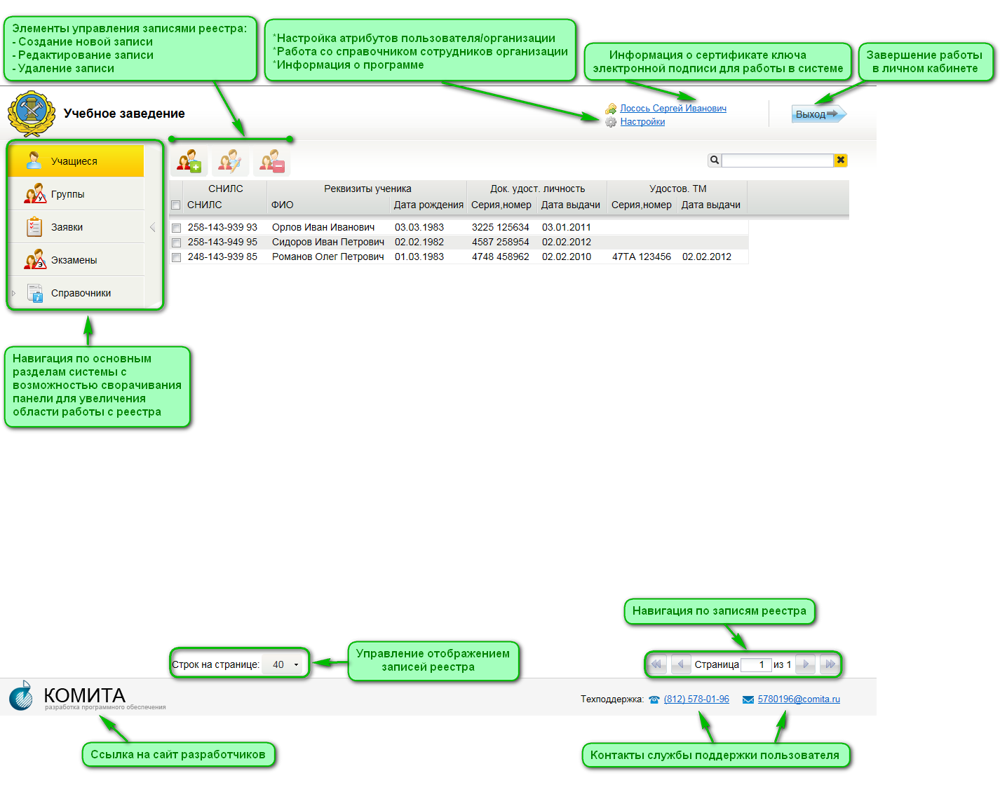 Элементы управления записями реестра:
- Создание новой записи
- Редактирование записи
- Удаление записи
*Настройка атрибутов пользователя/организации
*Работа со справочником сотрудников организации
*Информация о программе
Информация о сертификате ключа
электронной подписи для работы в системе
Завершение работы
в личном кабинете
Учебное заведение
Лосось Сергей Иванович
Настройки
Выход
Учащиеся
Группы
Заявки
Экзамены
Справочники
СНИЛС Реквизиты ученика Док. удост. личность Удостов. ТМ
СНИЛС ФИО Дата рождения Серия,номер Дата выдачи Серия,номер Дата выдачи
258-143-939 93 Орлов Иван Иванович 03.03.1983 3225 125634 03.01.2011
258-143-949 95 Сидоров Иван Петрович 02.02.1982 4587 258954 02.02.2012
248-143-939 85 Романов Олег Петрович 01.03.1983 4748 458962 02.02.2010 47ТА 123456 02.02.2012
Навигация по основным
разделам системы с
возможностью сворачивания
панели для увеличения
области работы с реестра
Навигация по записям реестра
Строк на странице: 40
Управление отображением
записей реестра
Страница 1 из 1
КОМИТА
разработка программного обеспечения
Техподдержка: (812) 578-01-96 5780196@comita.ru
Ссылка на сайт разработчиков
Контакты службы поддержки пользователя